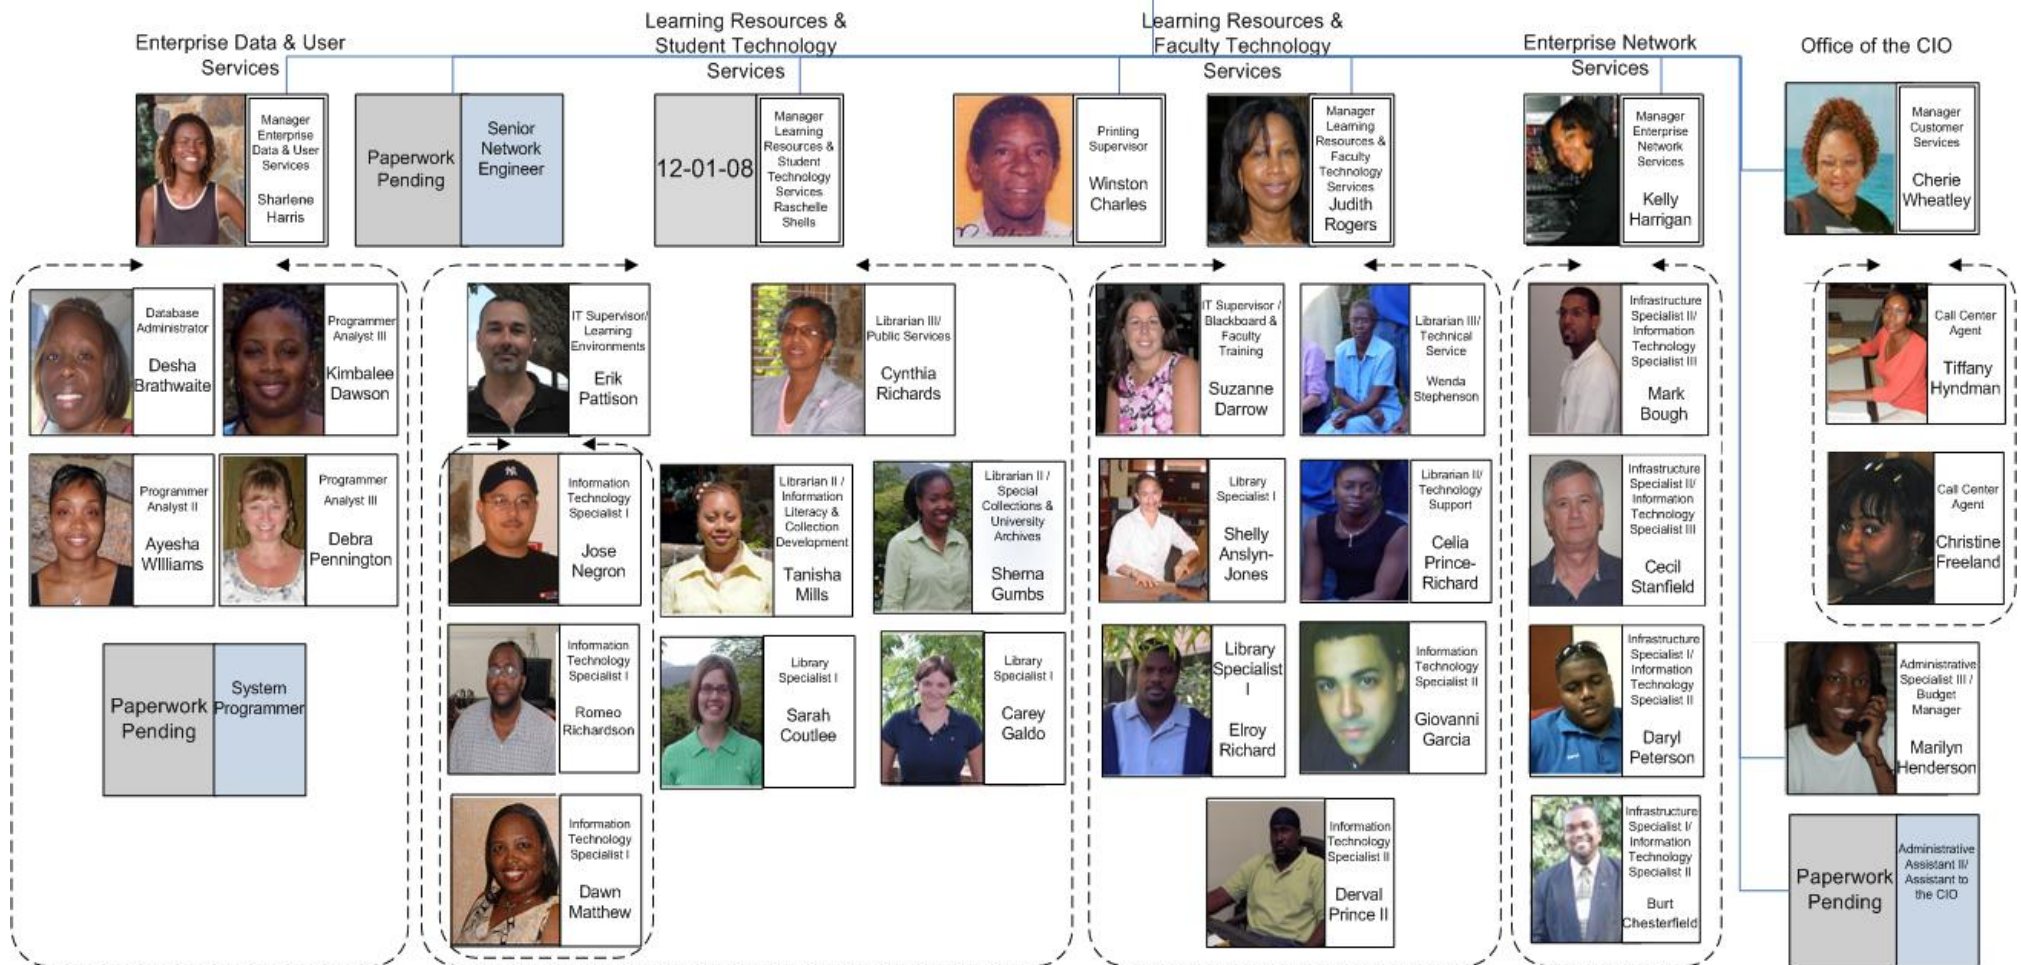 Enterprise Data & User
Services
Learning Resources &
Student Technology
Services
Learning Resources &
Faculty Technology
Services
Enterprise Network
Services
Office of the CIO
Manager
Enterprise
Data & User
Services
Sharlene
Harris
Paperwork
Pending
Senior
Network
Engineer
12-01-08
Manager
Learning
Resources &
Student
Technology
Services
Raschelle
Shells
Printing
Supervisor
Winston
Charles
Manager
Learning
Resources &
Faculty
Technology
Services
Judith
Rogers
Manager
Enterprise
Network
Services
Kelly
Harrigan
Manager
Customer
Services
Cherie
Wheatley
Database
Administrator
Desha
Brathwaite
Programmer
Analyst III
Kimbalee
Dawson
IT Supervisor/
Learning
Environments
Erik
Pattison
Librarian III/
Public Services
Cynthia
Richards
IT Supervisor /
Blackboard &
Faculty
Training
Suzanne
Darrow
Librarian III/
Technical
Service
Wenda
Stephenson
Infrastructure
Specialist II/
Information
Technology
Specialist III
Mark
Bough
Call Center
Agent
Tiffany
Hyndman
Programmer
Analyst II
Ayesha
WIlliams
Programmer
Analyst III
Debra
Pennington
Information
Technology
Specialist I
Jose
Negron
Librarian II /
Information
Literacy &
Collection
Development
Tanisha
Mills
Librarian II /
Special
Collections &
University
Archives
Sherna
Gumbs
Library
Specialist I
Shelly
Anslyn-
Jones
Librarian II/
Technology
Support
Celia
Prince-
Richard
Infrastructure
Specialist II/
Information
Technology
Specialist III
Cecil
Stanfield
Call Center
Agent
Christine
Freeland
Paperwork
Pending
System
Programmer
Information
Technology
Specialist I
Romeo
Richardson
Library
Specialist I
Sarah
Coutlee
Library
Specialist I
Carey
Galdo
Library
Specialist
I
Elroy
Richard
Information
Technology
Specialist II
Giovanni
Garcia
Infrastructure
Specialist I/
Information
Technology
Specialist II
Daryl
Peterson
Administrative
Specialist III /
Budget
Manager
Marilyn
Henderson
Information
Technology
Specialist I
Dawn
Matthew
Information
Technology
Specialist II
Derval
Prince II
Infrastructure
Specialist I/
Information
Technology
Specialist II
Burt
Chesterfield
Paperwork
Pending
Administrative
Assistant II/
Assistant to
the CIO